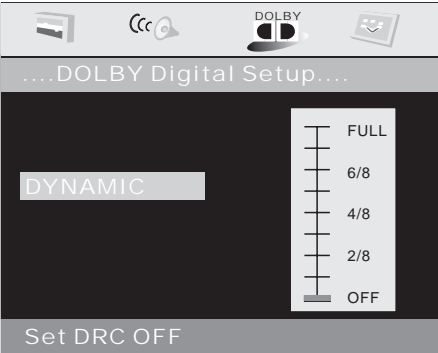 DOLBY
....DOLBY Digital Setup....
DYNAMIC
FULL
6/8
4/8
2/8
OFF
Set DRC OFF